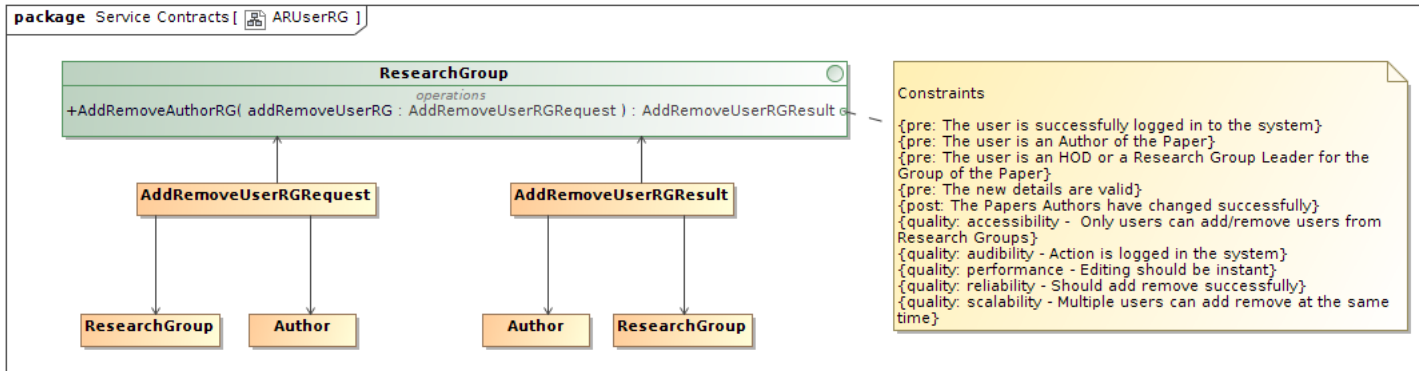 package Service Contracts [ ARUserRG ]
ResearchGroup
operations
+AddRemoveAuthorRG( addRemoveUserRG : AddRemoveUserRGRequest ) : AddRemoveUserRGResult
Constraints
{pre: The user is successfully logged in to the system}
{pre: The user is an Author of the Paper}
{pre: The user is an HOD or a Research Group Leader for the
Group of the Paper}
{pre: The new details are valid}
{post: The Papers Authors have changed successfully}
{quality: accessibility - Only users can add/remove users from
Research Groups}
{quality: audibility - Action is logged in the system}
{quality: performance - Editing should be instant}
{quality: reliability - Should add remove successfully}
{quality: scalability - Multiple users can add remove at the same
time}
AddRemoveUserRGRequest
AddRemoveUserRGResult
ResearchGroup
Author
Author
ResearchGroup